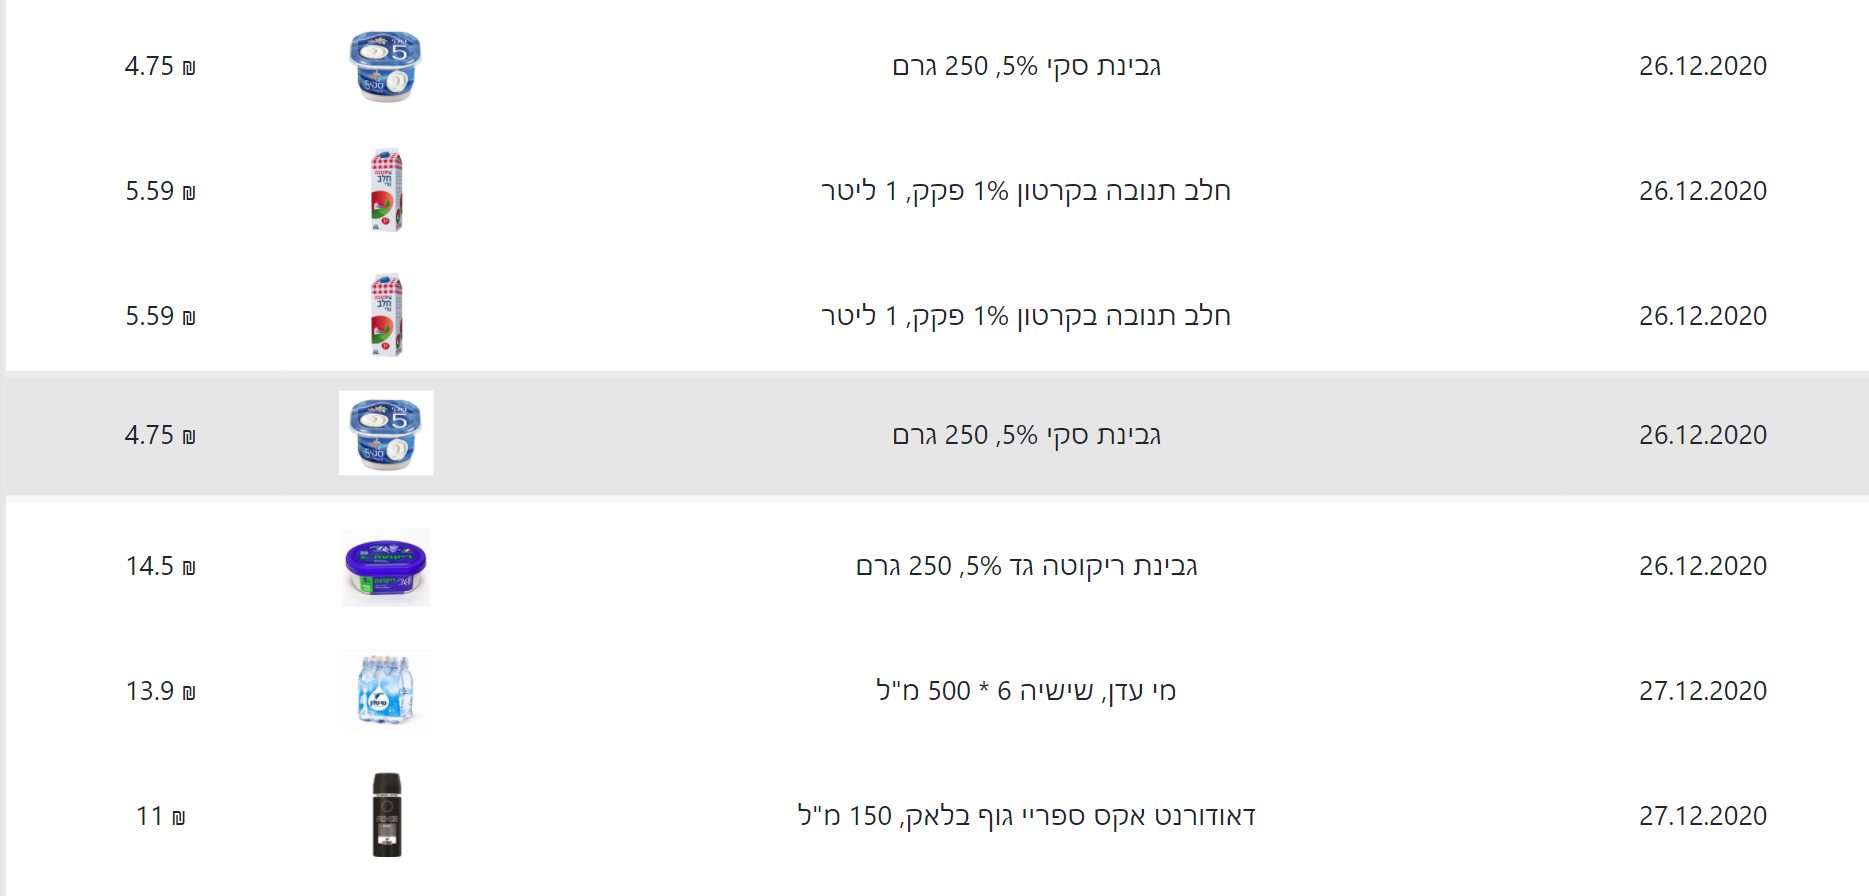 26.12.2020 גבינת סקי 5%, 250 גרם 4.75 ₪
26.12.2020 חלב תנובה בקרטון 1% פקק, 1 ליטר 5.59 ₪
26.12.2020 חלב תנובה בקרטון 1% פקק, 1 ליטר 5.59 ₪
26.12.2020 גבינת סקי 5%, 250 גרם 4.75 ₪
26.12.2020 גבינת ריקוטה גד 5%, 250 גרם 14.5 ₪
27.12.2020 מי עדן, שישיה 6 * 500 מ"ל 13.9 ₪
27.12.2020 דאודורנט אקס ספריי גוף בלאק, 150 מ"ל 11 ₪